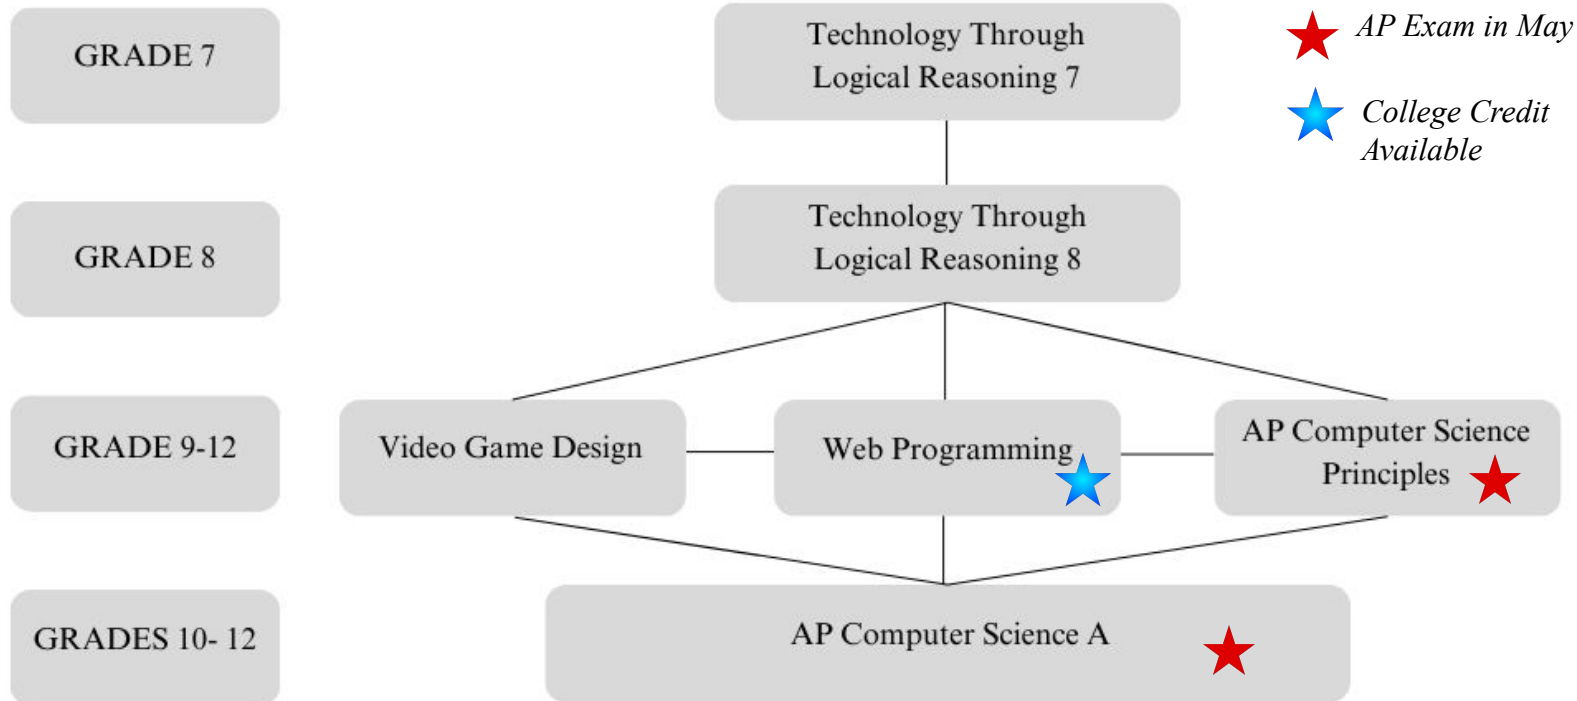 GRADE 7
Technology Through
Logical Reasoning 7
AP Exam in May
College Credit
Available
GRADE 8
Technology Through
Logical Reasoning 8
GRADE 9-12
Video Game Design
Web Programming
AP Computer Science
Principles
GRADES 10- 12
AP Computer Science A